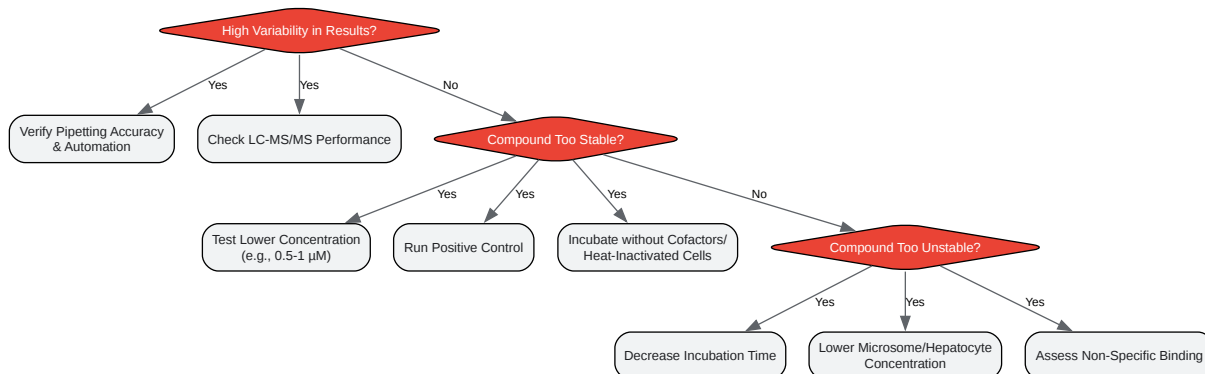 High Variability in Results?
Yes
Yes
No
Verify Pipetting Accuracy
& Automation
Check LC-MS/MS Performance
Compound Too Stable?
Yes
Yes
Yes
No
Test Lower Concentration
(e.g., 0.5-1 µM)
Run Positive Control
Incubate without Cofactors/
Heat-Inactivated Cells
Compound Too Unstable?
Yes
Yes
Yes
Decrease Incubation Time
Lower Microsome/Hepatocyte
Concentration
Assess Non-Specific Binding